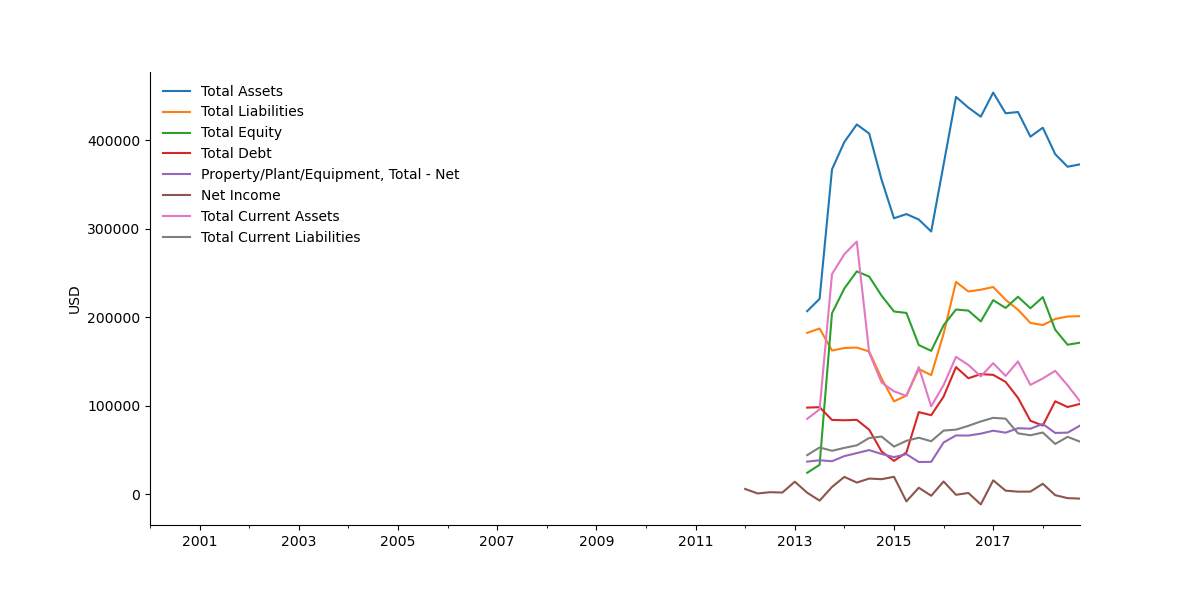 Total Assets
Total Liabilities
Total Equity
Total Debt
Property/Plant/Equipment, Total - Net
Net Income
Total Current Assets
Total Current Liabilities
USD
400000
300000
200000
100000
0
2001 2003 2005 2007 2009 2011 2013 2015 2017